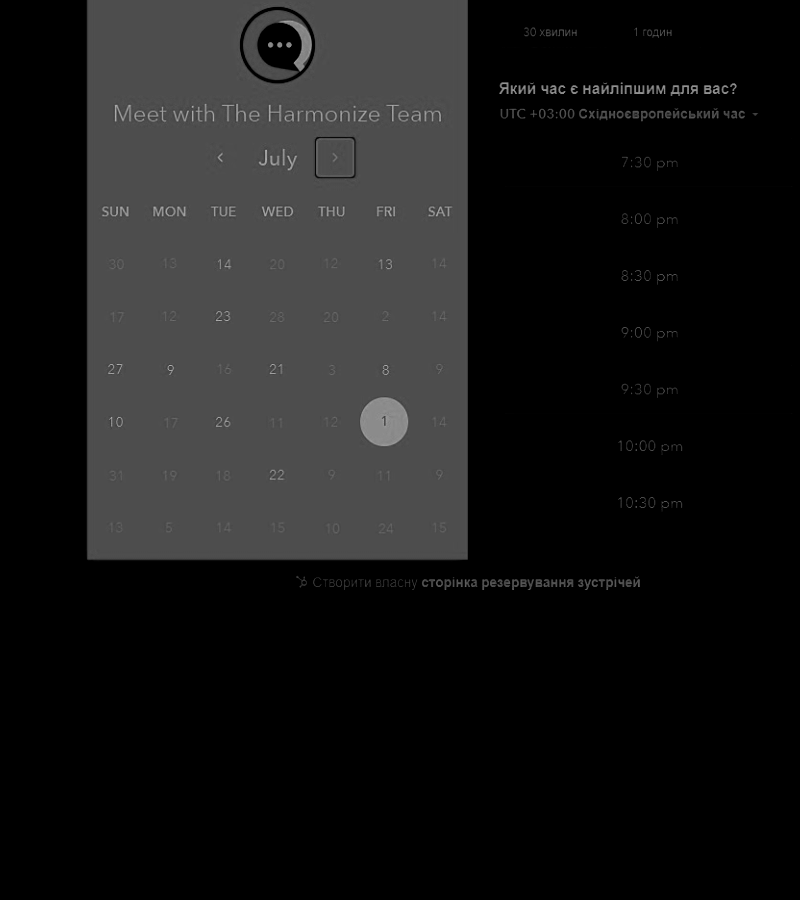 Meet with The Harmonize Team
July
SUN MON TUE WED THU FRI SAT
30 13 14 20 12 13 14
17 12 23 28 20 2 14
27 9 16 21 3 8 9
10 17 26 11 12 1 14
31 19 18 22 9 11 9
13 5 14 15 10 24 15
30 хвилин 1 годин
Який час є найліпшим для вас?
UTC +03:00 Східноєвропейський час
7:30 pm
8:00 pm
8:30 pm
9:00 pm
9:30 pm
10:00 pm
10:30 pm
Створити власну сторінка резервування зустрічей